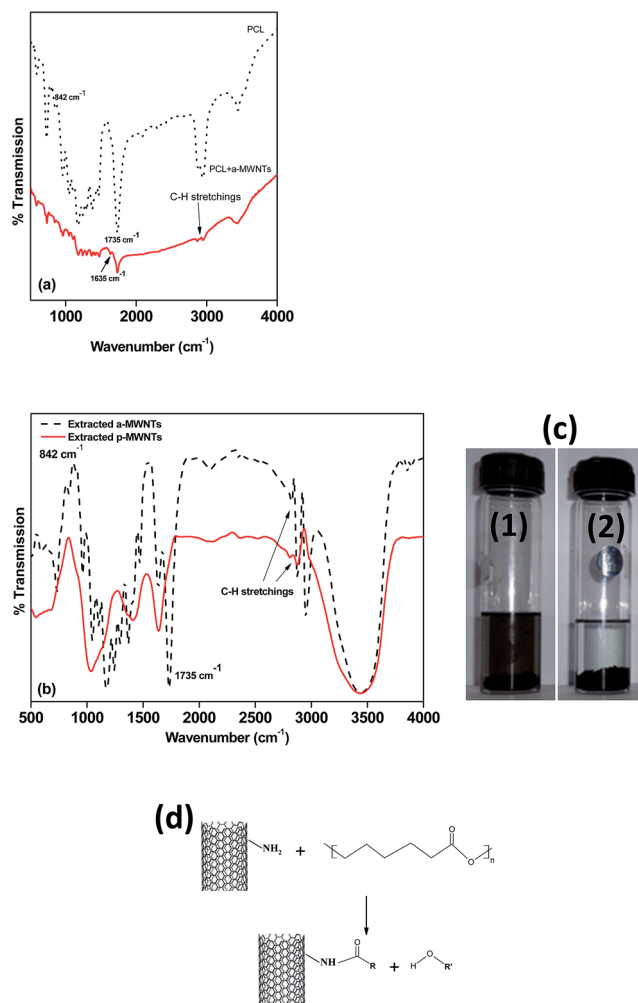 PCL
842 cm⁻¹
PCL+a-MWNTs
C-H stretchings
1735 cm⁻¹
1635 cm⁻¹
(a)
% Transmission
1000 2000 3000 4000
Wavenumber (cm⁻¹)
Extracted a-MWNTs
Extracted p-MWNTs
842 cm⁻¹
C-H stretchings
1735 cm⁻¹
(b)
% Transmission
500 1000 1500 2000 2500 3000 3500 4000
Wavenumber (cm⁻¹)
(c)
(1) (2)
(d)
NH₂ + O O n
NH O R + H O R'